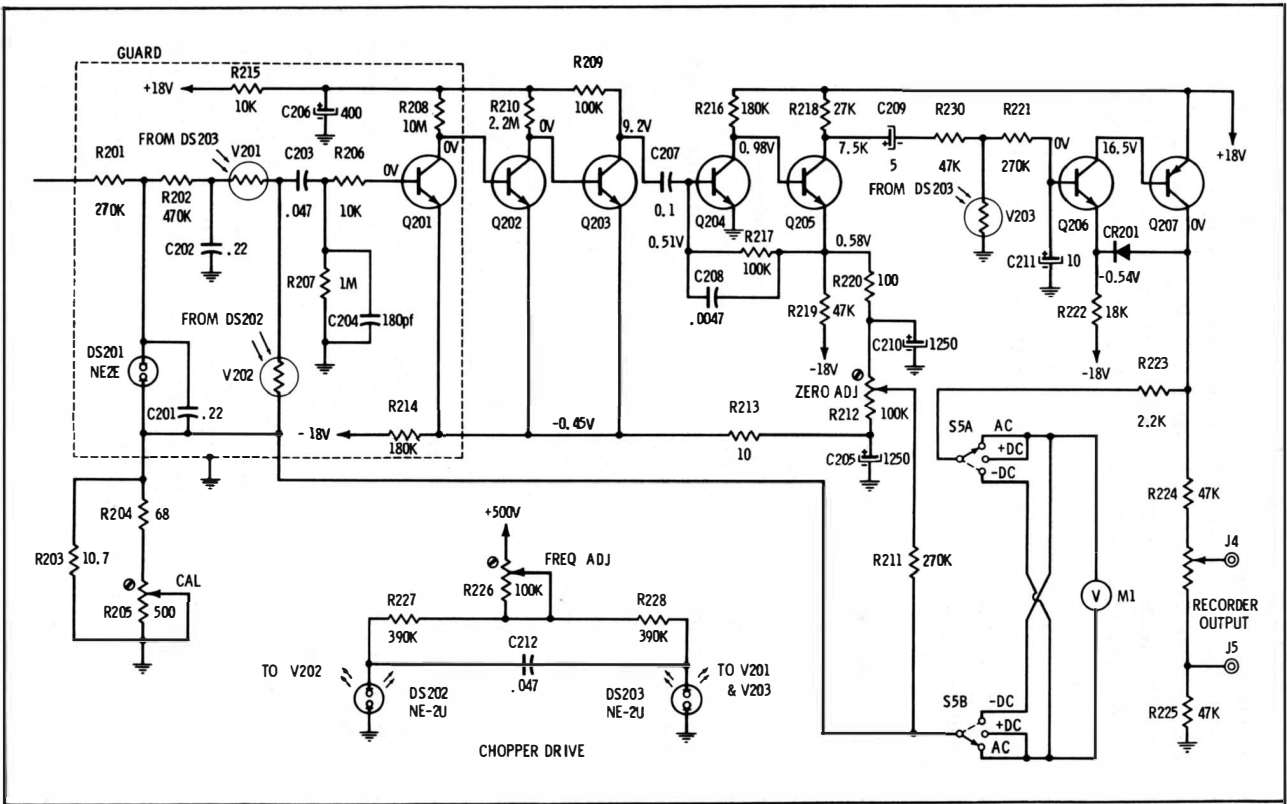 GUARD
+18V
R215
10K
C206
400
R208
10M
R210
2.2M
R209
100K
R216
180K
R218
27K
C209
5
R230
47K
R221
270K
+18V
FROM DS203
V201
R201
270K
R202
470K
C203
.047
R206
10K
0V
0V
0V
9.2V
C207
0.1
0.98V
7.5K
0V
16.5V
0V
FROM DS203
V203
Q201
Q202
Q203
Q204
Q205
Q206
Q207
C202
.22
R207
1M
C204
180pf
0.51V
R217
100K
C208
.0047
0.58V
R220
100
R219
47K
-18V
C210
1250
C211
10
CR201
-0.54V
R222
18K
-18V
FROM DS202
V202
DS201
NE2E
C201
.22
- 18V
R214
180K
-0.45V
R213
10
ZERO ADJ
R212
100K
C205
1250
R223
2.2K
S5A
AC
+DC
-DC
R224
47K
R204
68
R203
10.7
CAL
R205
500
+500V
FREQ ADJ
R226
100K
R227
390K
R228
390K
C212
.047
TO V202
DS202
NE-2U
DS203
NE-2U
TO V201
& V203
CHOPPER DRIVE
R211
270K
V
M1
J4
RECORDER
OUTPUT
J5
S5B
-DC
+DC
AC
R225
47K